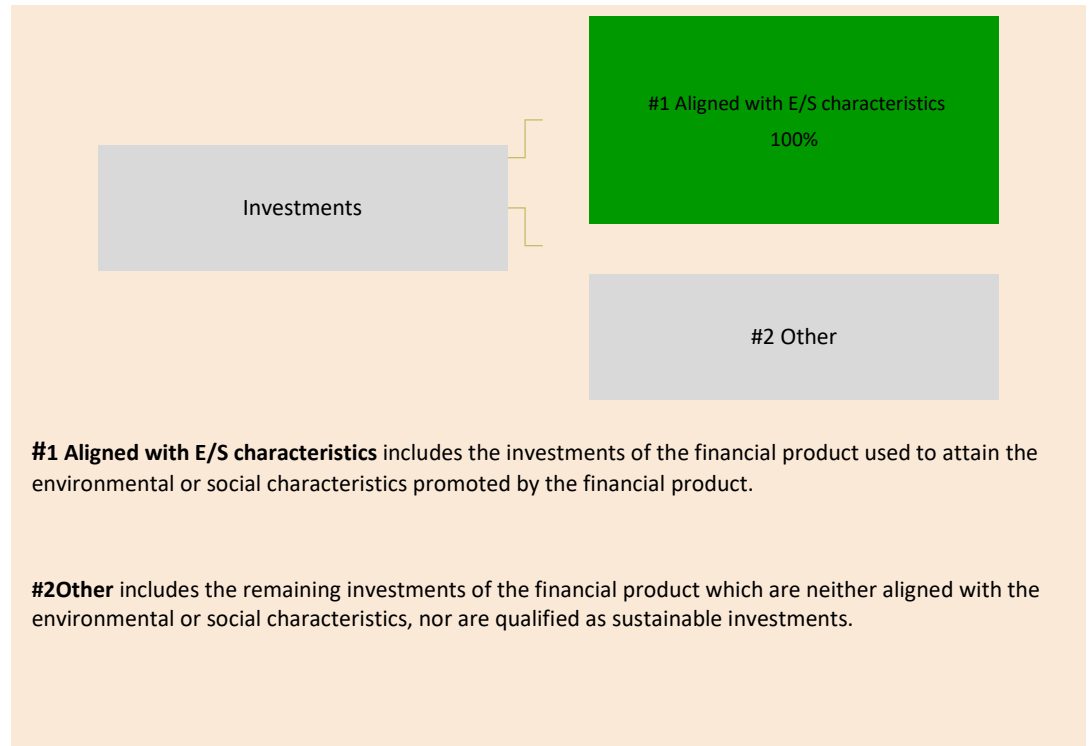 #1 Aligned with E/S characteristics
100%
Investments
#2 Other
#1 Aligned with E/S characteristics includes the investments of the financial product used to attain the
environmental or social characteristics promoted by the financial product.
#2Other includes the remaining investments of the financial product which are neither aligned with the
environmental or social characteristics, nor are qualified as sustainable investments.